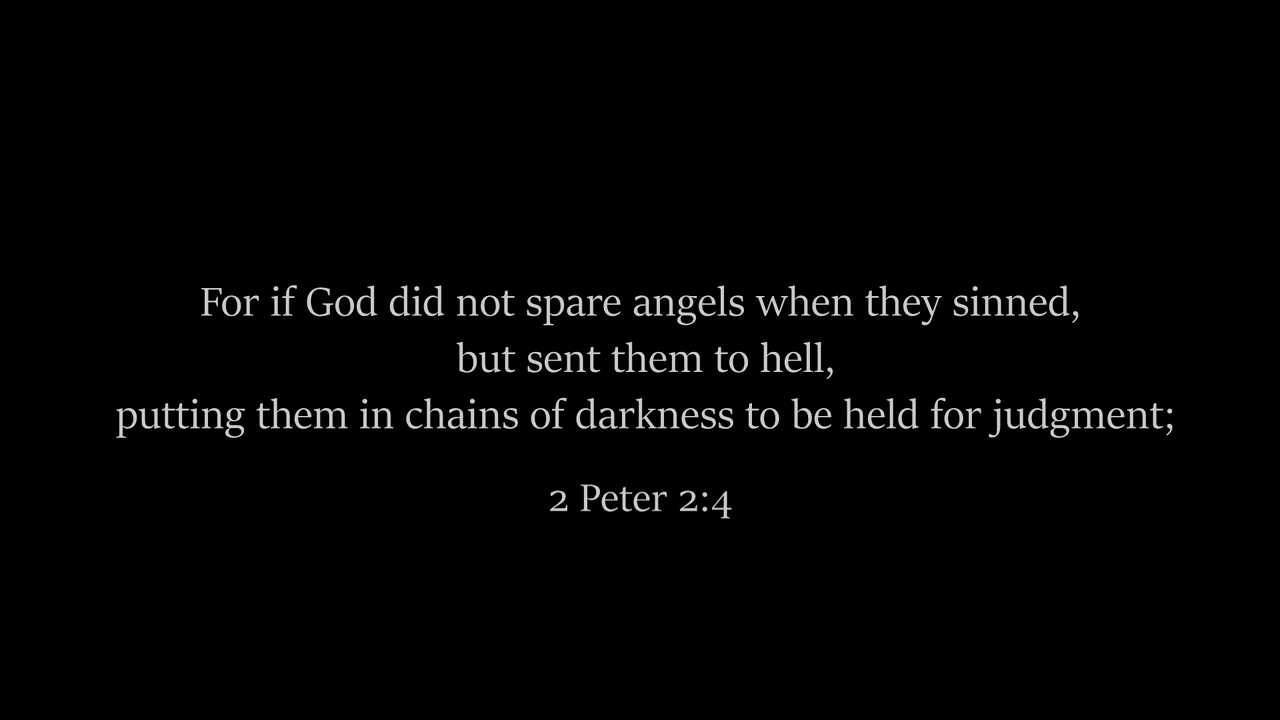 For if God did not spare angels when they sinned,
but sent them to hell,
putting them in chains of darkness to be held for judgment;
2 Peter 2:4